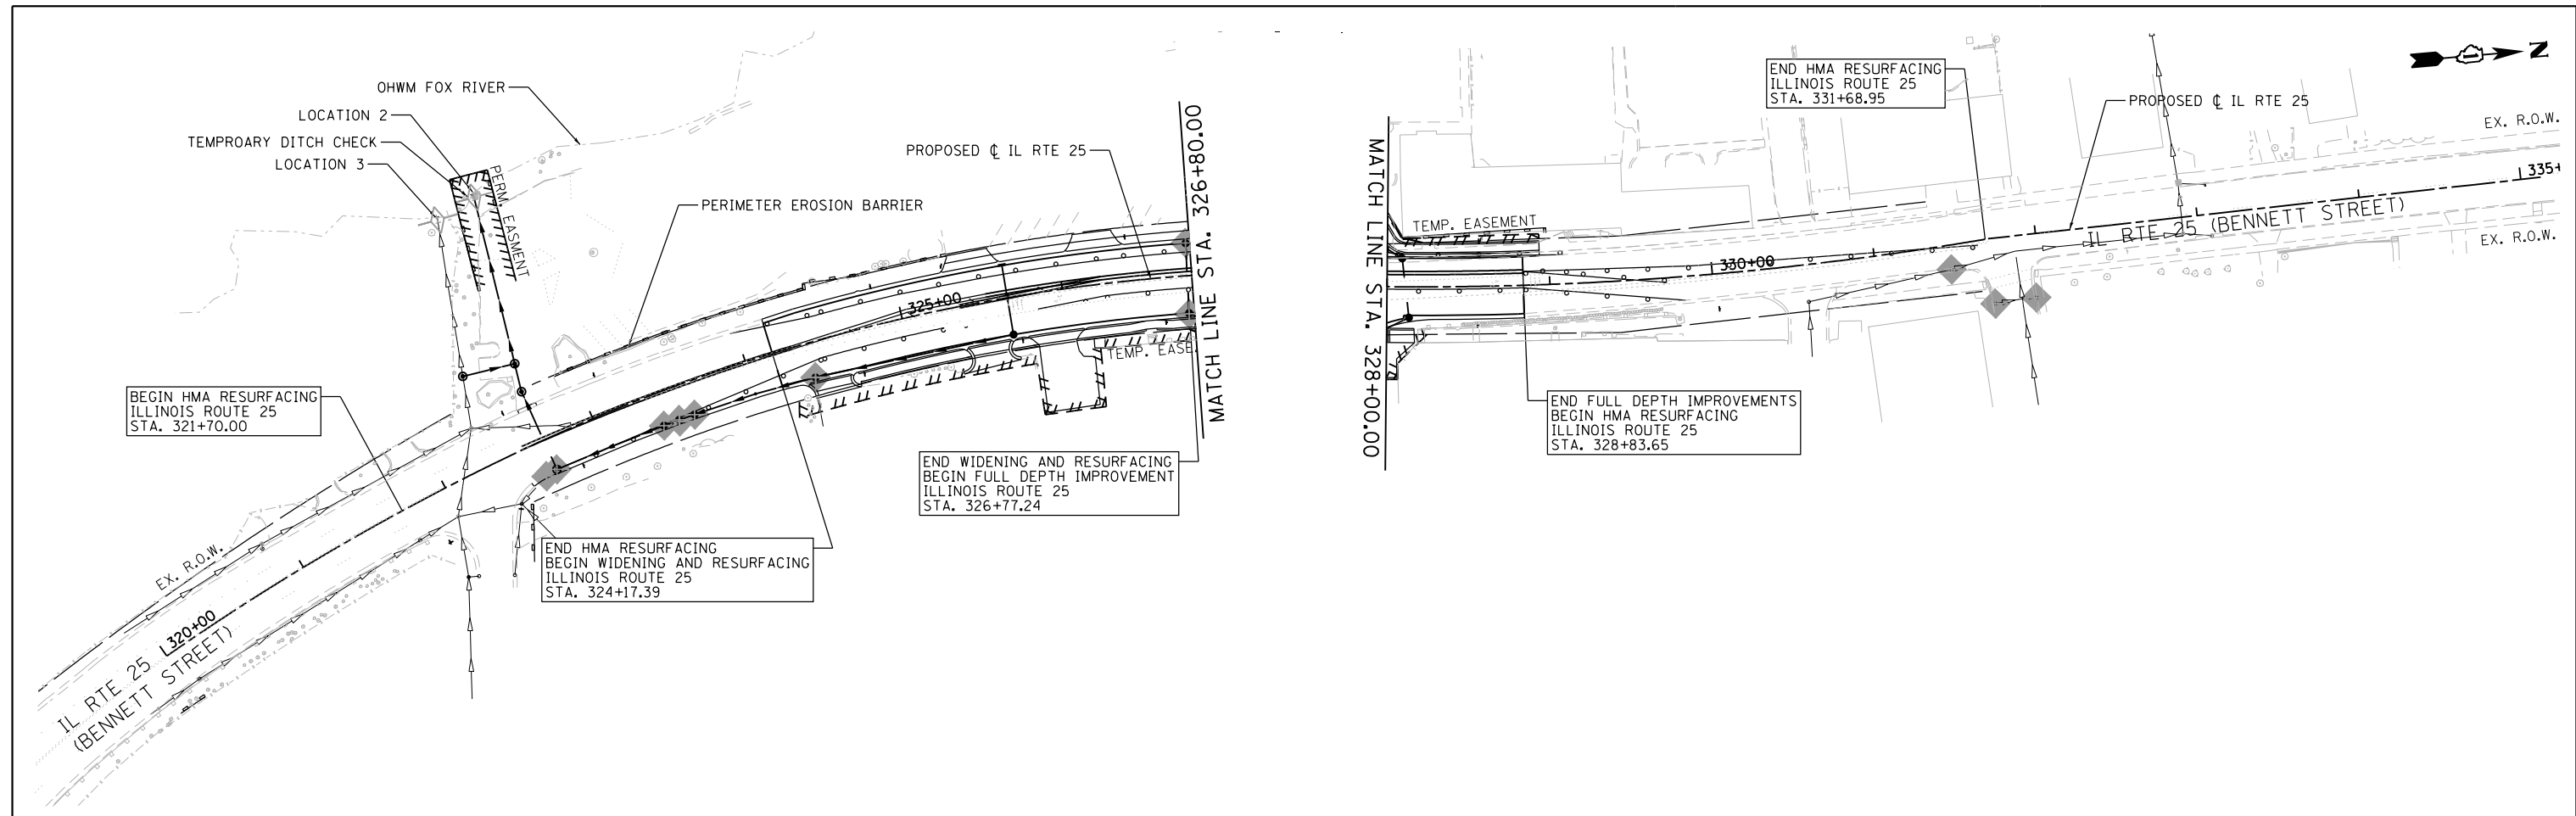 OHWM FOX RIVER
LOCATION 2
TEMPROARY DITCH CHECK
LOCATION 3
PERM. EASMENT
PERIMETER EROSION BARRIER
PROPOSED ℄ IL RTE 25
325+00
MATCH LINE STA. 326+80.00
TEMP. EASE.
BEGIN HMA RESURFACING
ILLINOIS ROUTE 25
STA. 321+70.00
END WIDENING AND RESURFACING
BEGIN FULL DEPTH IMPROVEMENT
ILLINOIS ROUTE 25
STA. 326+77.24
END HMA RESURFACING
BEGIN WIDENING AND RESURFACING
ILLINOIS ROUTE 25
STA. 324+17.39
EX. R.O.W.
320+00
IL RTE 25
(BENNETT STREET)
MATCH LINE STA. 328+00.00
TEMP. EASEMENT
END HMA RESURFACING
ILLINOIS ROUTE 25
STA. 331+68.95
330+00
PROPOSED ℄ IL RTE 25
N
EX. R.O.W.
335+
IL RTE 25 (BENNETT STREET)
EX. R.O.W.
END FULL DEPTH IMPROVEMENTS
BEGIN HMA RESURFACING
ILLINOIS ROUTE 25
STA. 328+83.65